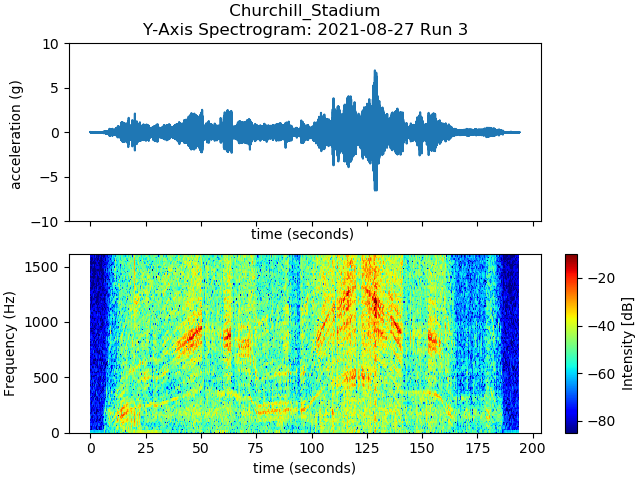 Churchill_Stadium
Y-Axis Spectrogram: 2021-08-27 Run 3
10
5
0
−5
−10
acceleration (g)
time (seconds)
1500
1000
500
0
Frequency (Hz)
0 25 50 75 100 125 150 175 200
time (seconds)
−20
−40
−60
−80
Intensity [dB]